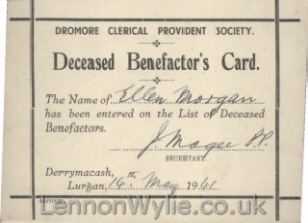 DROMORE CLERICAL PROVIDENT SOCIETY.
Deceased Benefactor's Card.
The Name of Ellen Morgan
has been entered on the List of Deceased
Benefactors.
J. Magee P.P.
SECRETARY
Derrymacash,
Lurgan, 14th May 1941
LennonWylie.co.uk